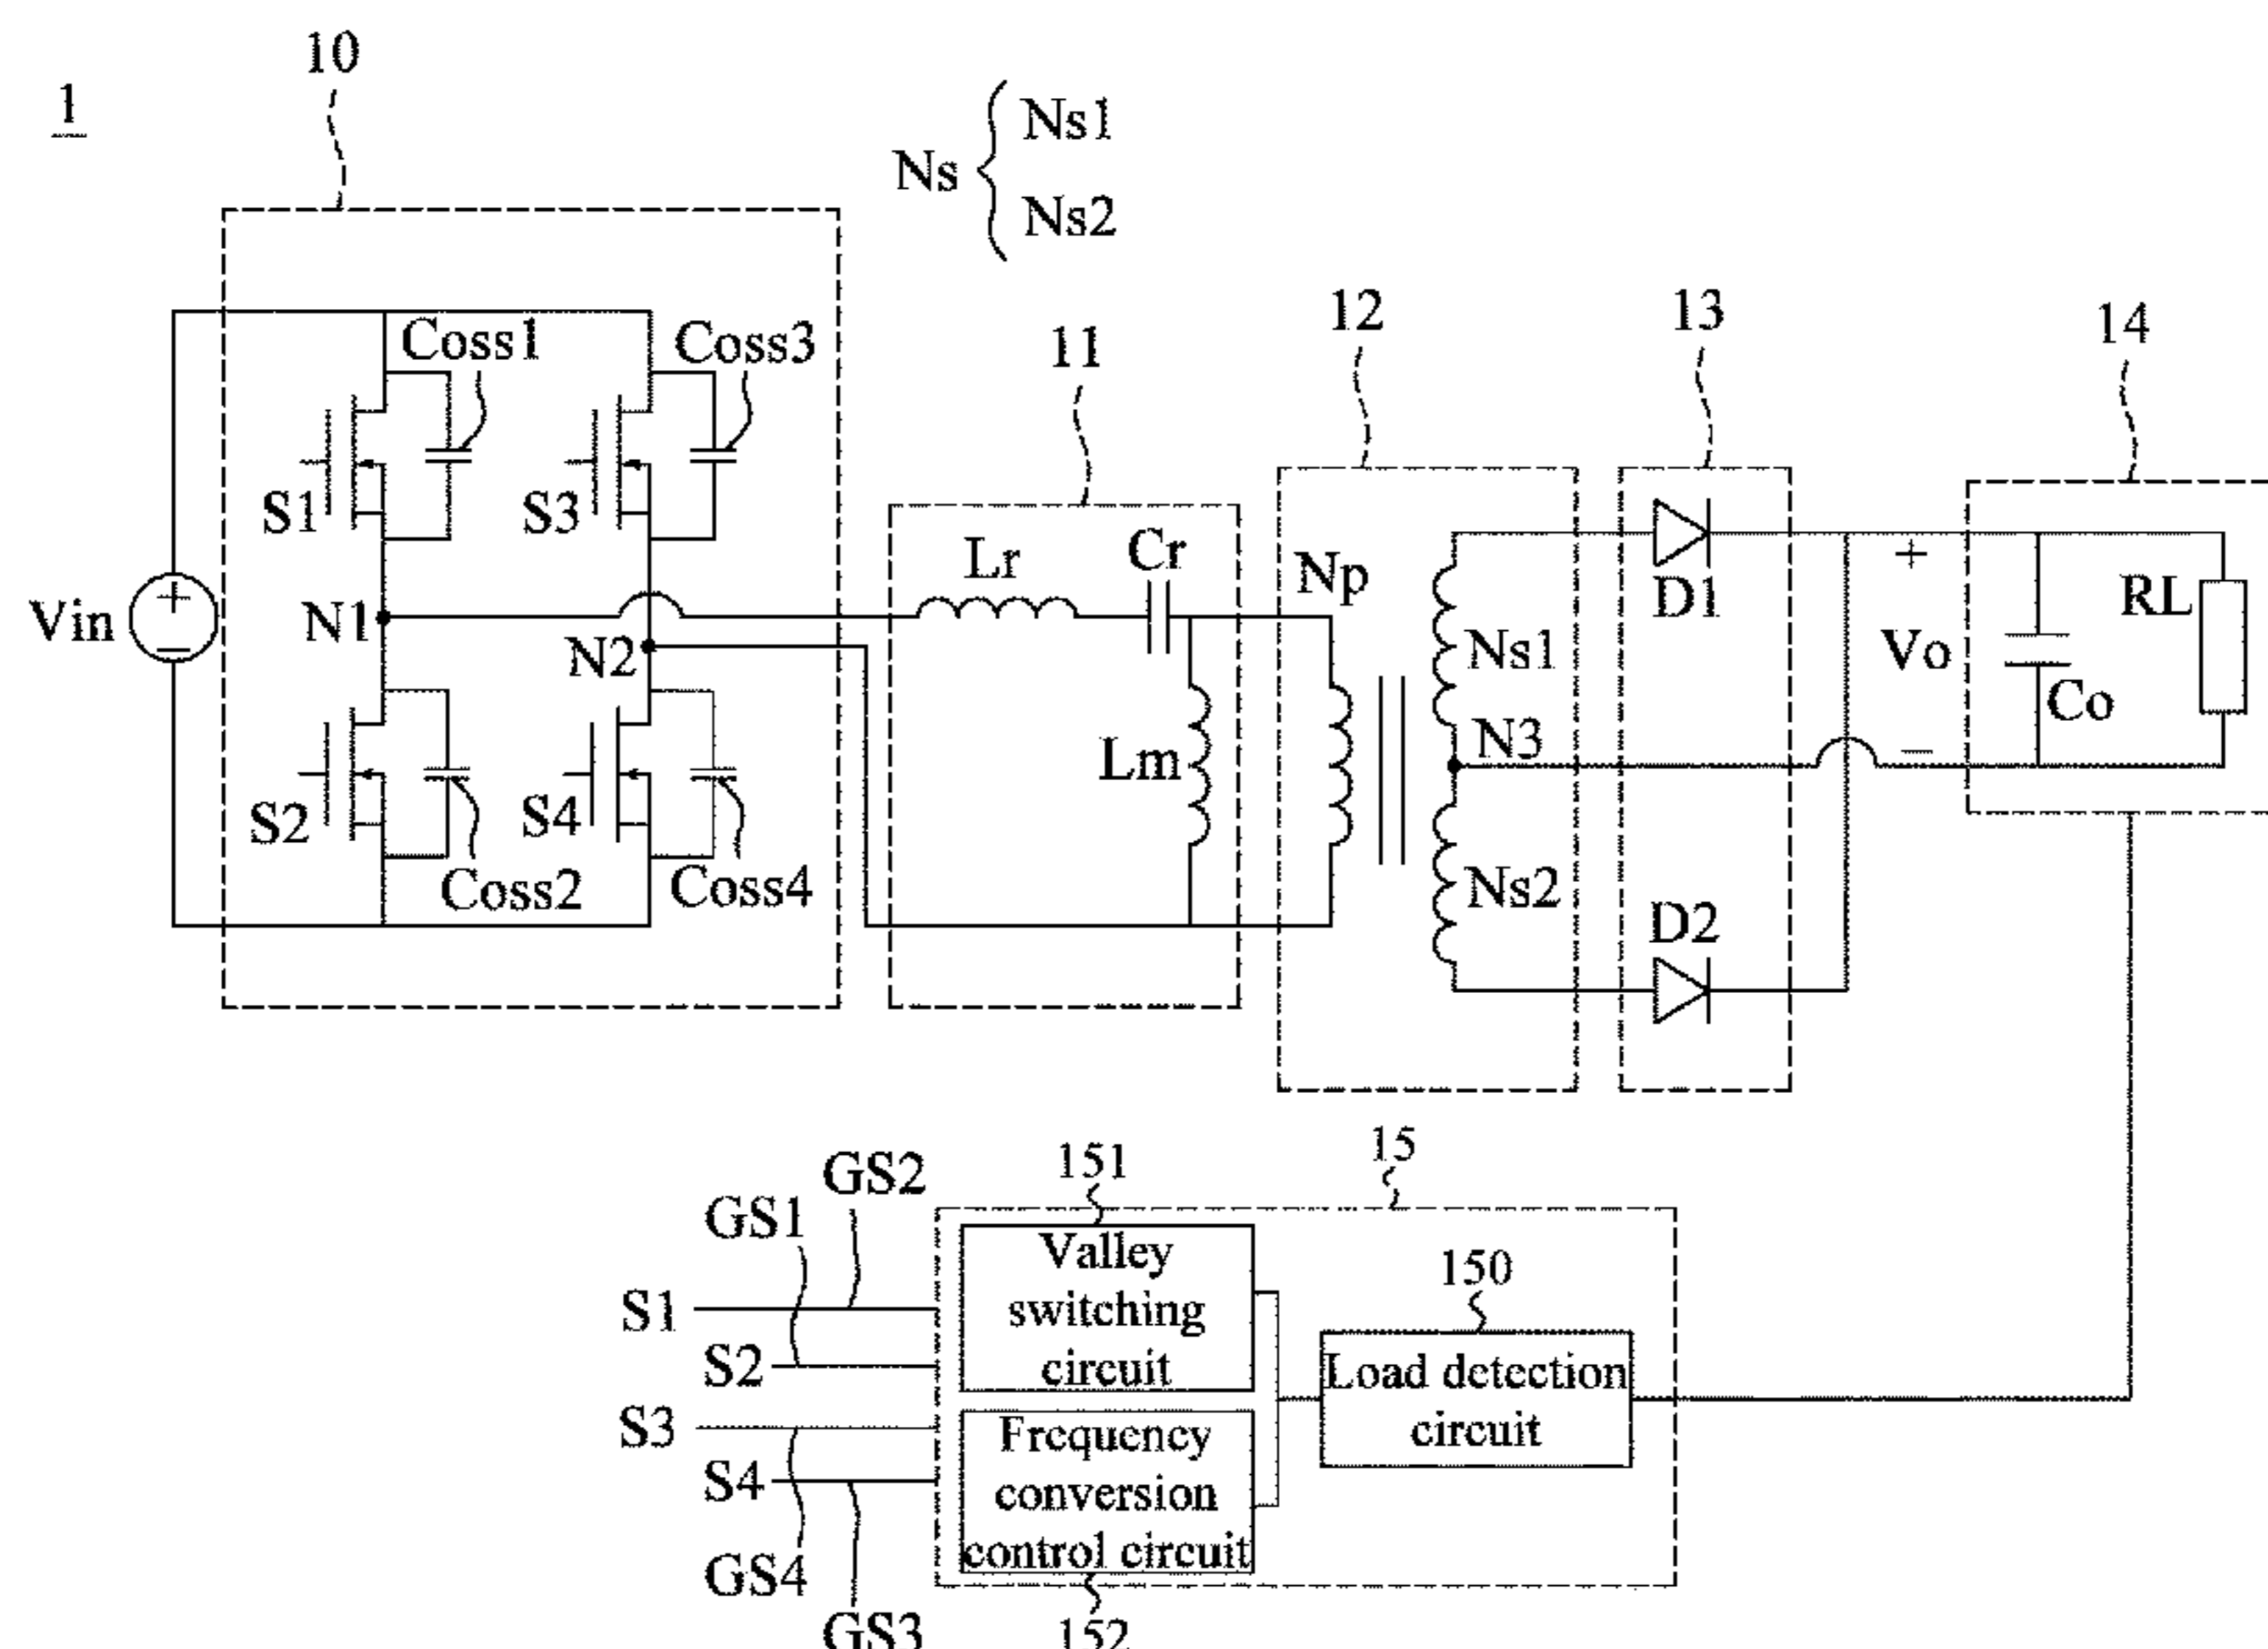 1
10
Ns
Ns1
Ns2
Coss1
Coss3
S1
S3
Vin
+
−
N1
N2
S2
S4
Coss2
Coss4
11
Lr
Cr
Lm
12
Np
Ns1
N3
Ns2
13
D1
D2
14
+
Vo
−
Co
RL
GS2
GS1
151
15
S1
S2
S3
S4
GS4
GS3
Valley
switching
circuit
150
Load detection
circuit
Frequency
conversion
control circuit
152